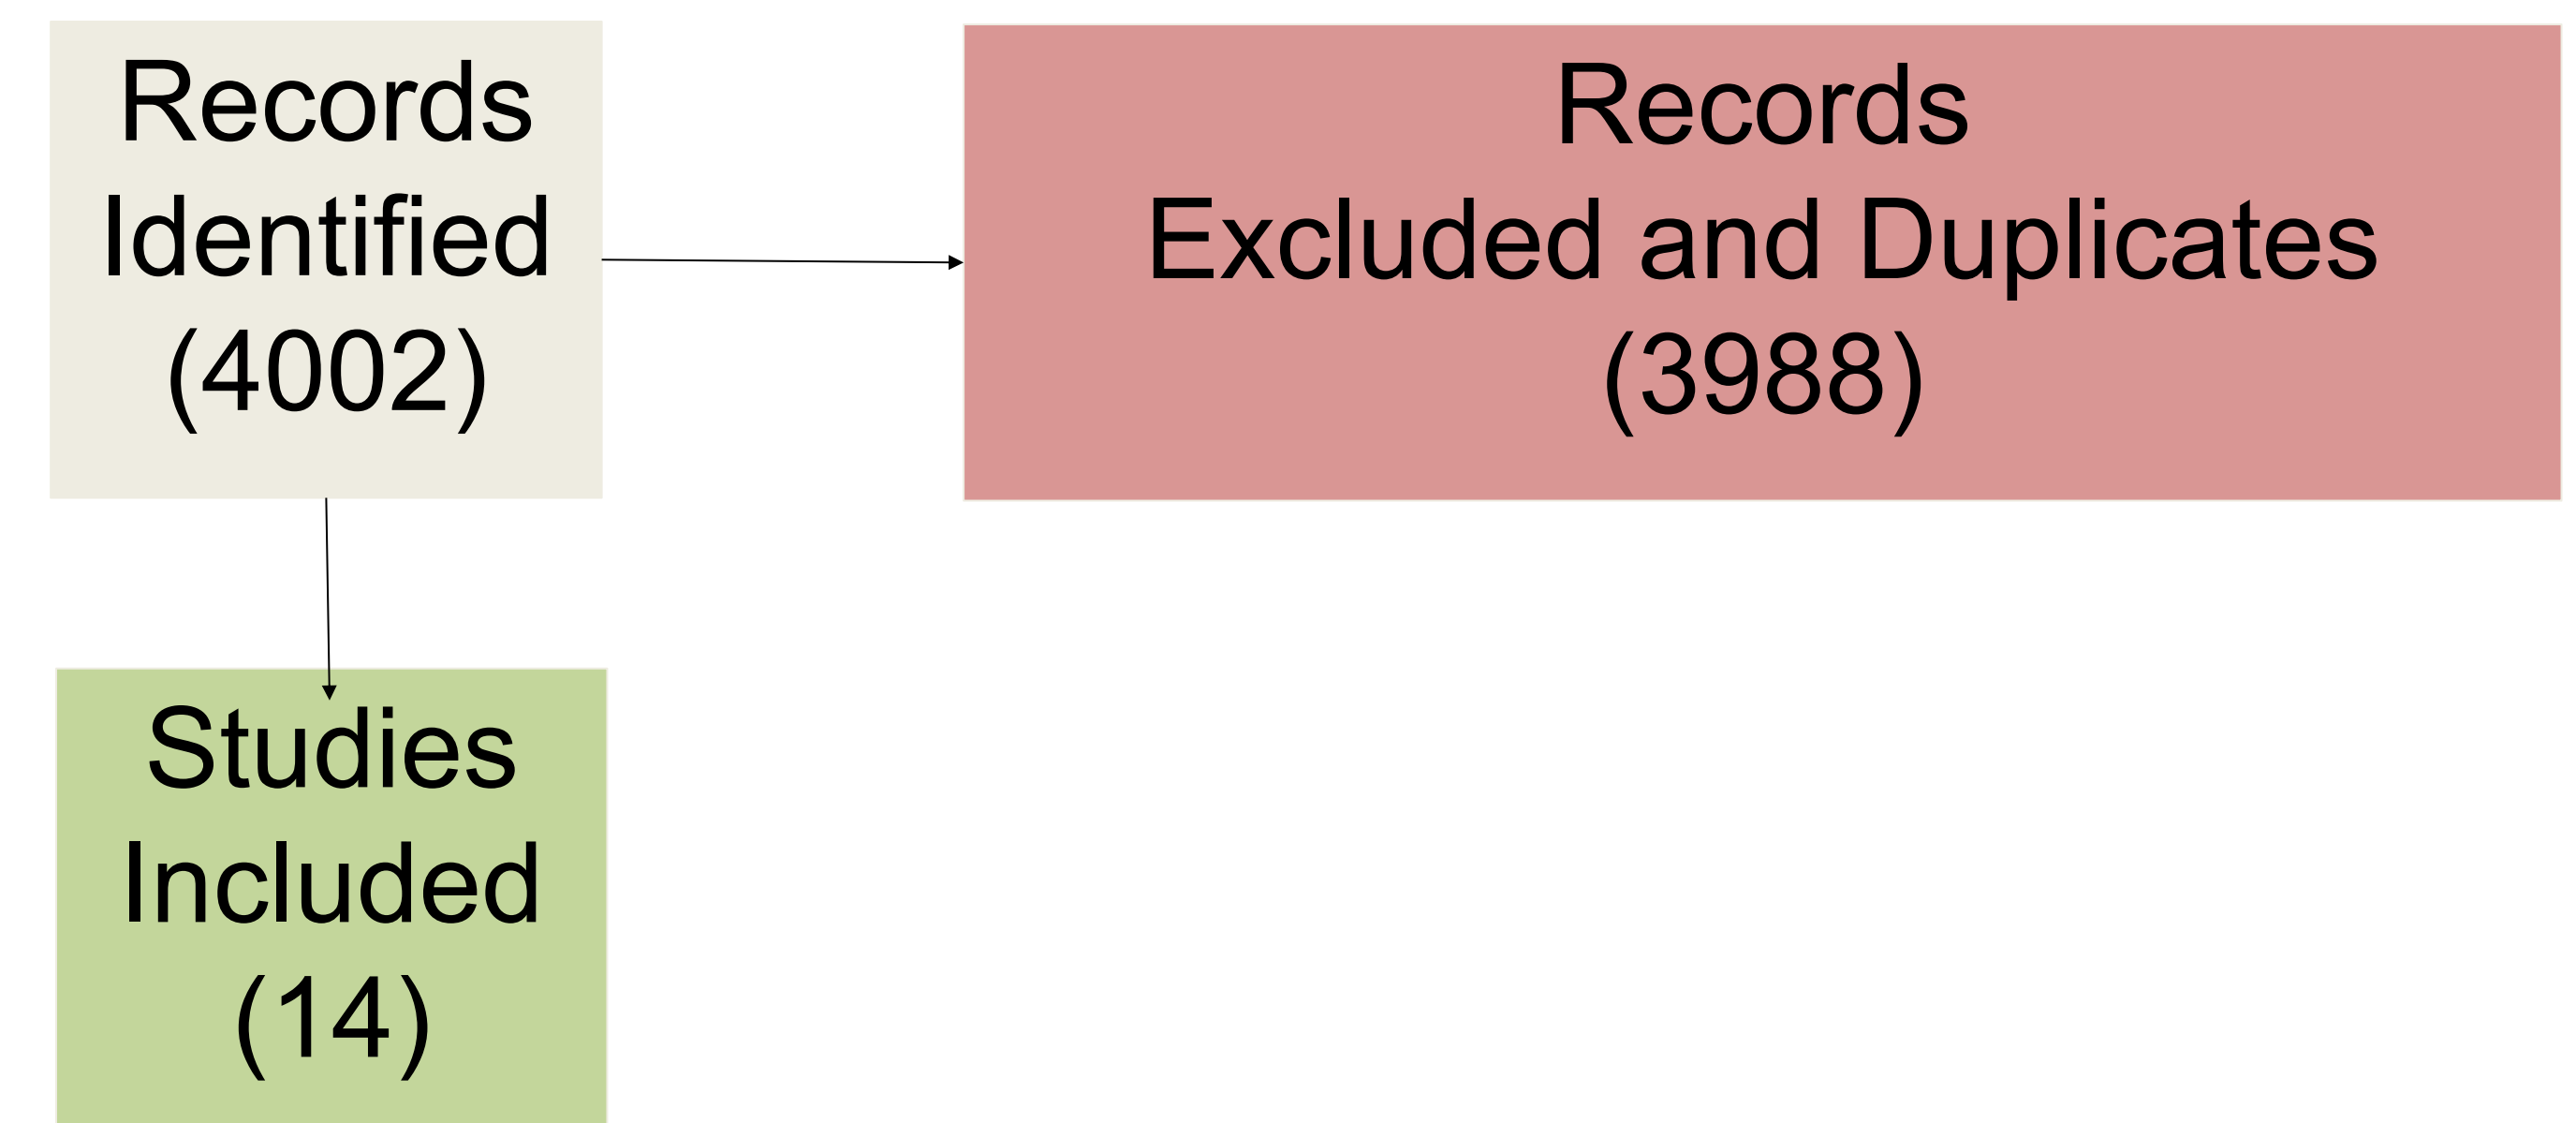 Records
Identified
(4002)
Records
Excluded and Duplicates
(3988)
Studies
Included
(14)